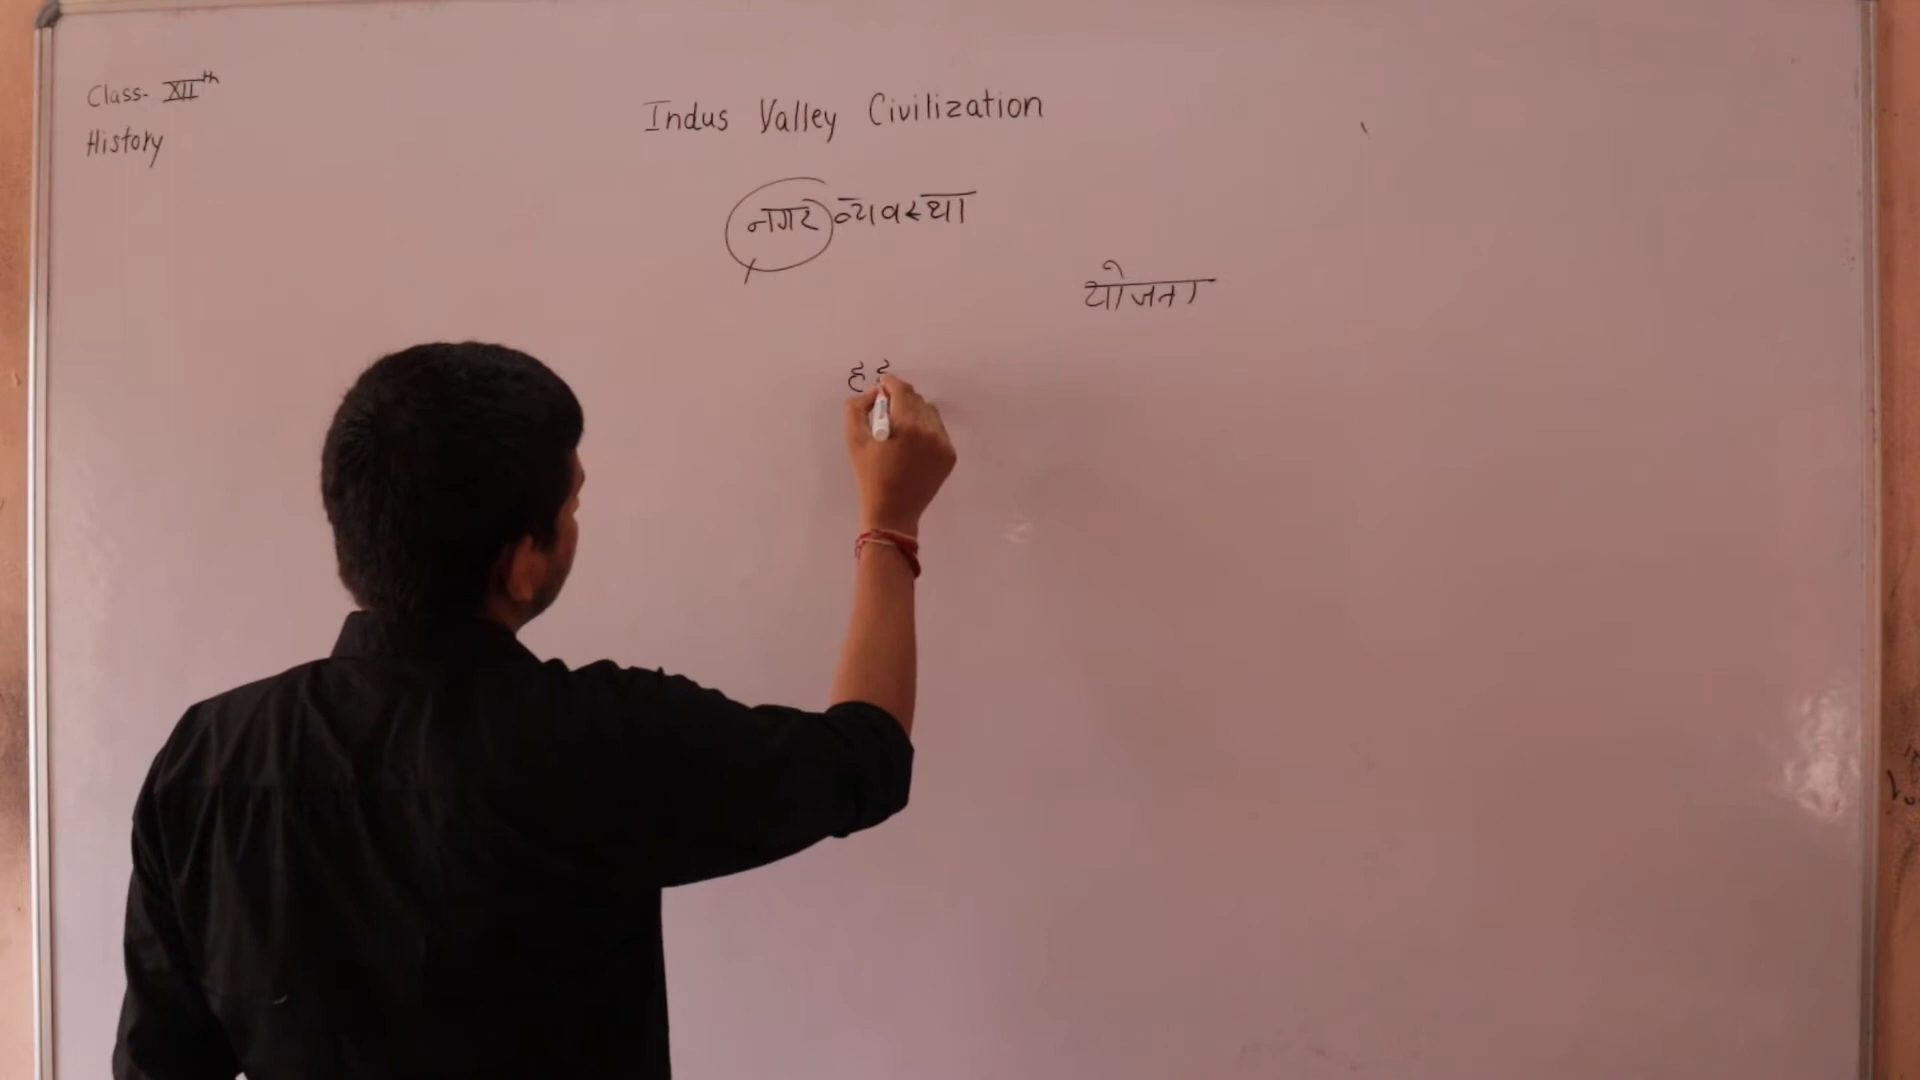 Class- XIIth
History
Indus Valley Civilization
नगर व्यवस्था
योजना